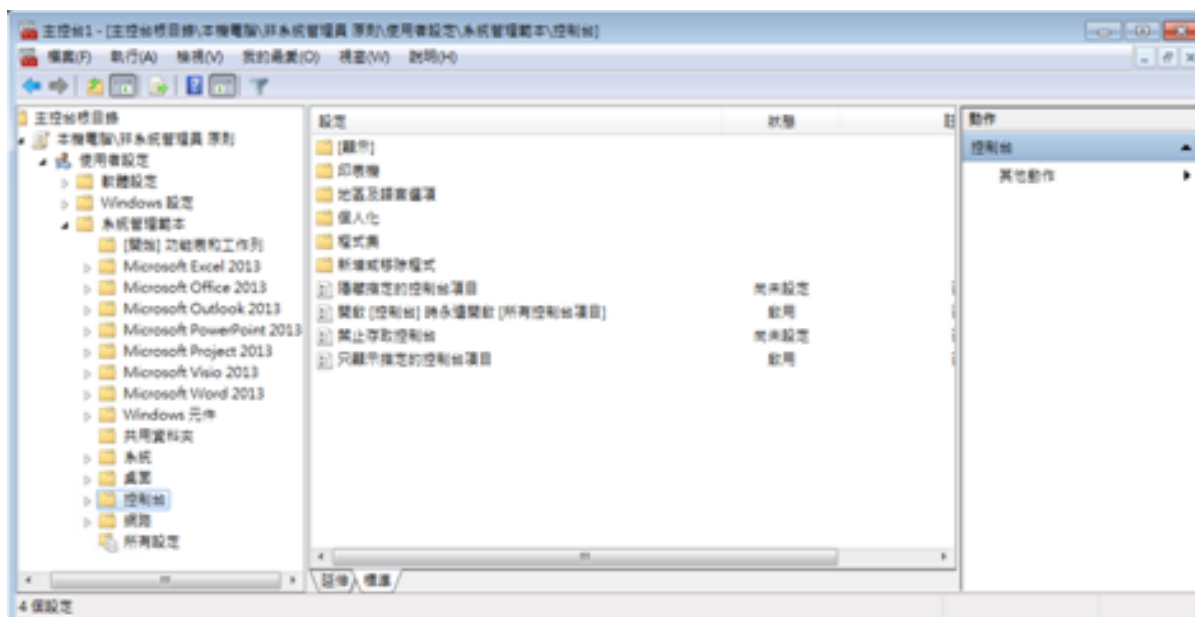 主控台1 - [主控台根目錄\本機電腦\非系統管理員 原則\使用者設定\系統管理範本\控制台]
檔案(F) 執行(A) 檢視(V) 我的最愛(O) 視窗(W) 說明(H)
主控台根目錄
本機電腦\非系統管理員 原則
使用者設定
軟體設定
Windows 設定
系統管理範本
[開始] 功能表和工作列
Microsoft Excel 2013
Microsoft Office 2013
Microsoft Outlook 2013
Microsoft PowerPoint 2013
Microsoft Project 2013
Microsoft Visio 2013
Microsoft Word 2013
Windows 元件
共用資料夾
系統
桌面
控制台
網路
所有設定
設定 狀態
[顯示]
印表機
地區及語言選項
個人化
程式集
新增或移除程式
隱藏指定的控制台項目 尚未設定
開啟 [控制台] 時永遠開啟 [所有控制台項目] 啟用
禁止存取控制台 尚未設定
只顯示指定的控制台項目 啟用
延伸 標準
動作
控制台
其他動作
4 個設定